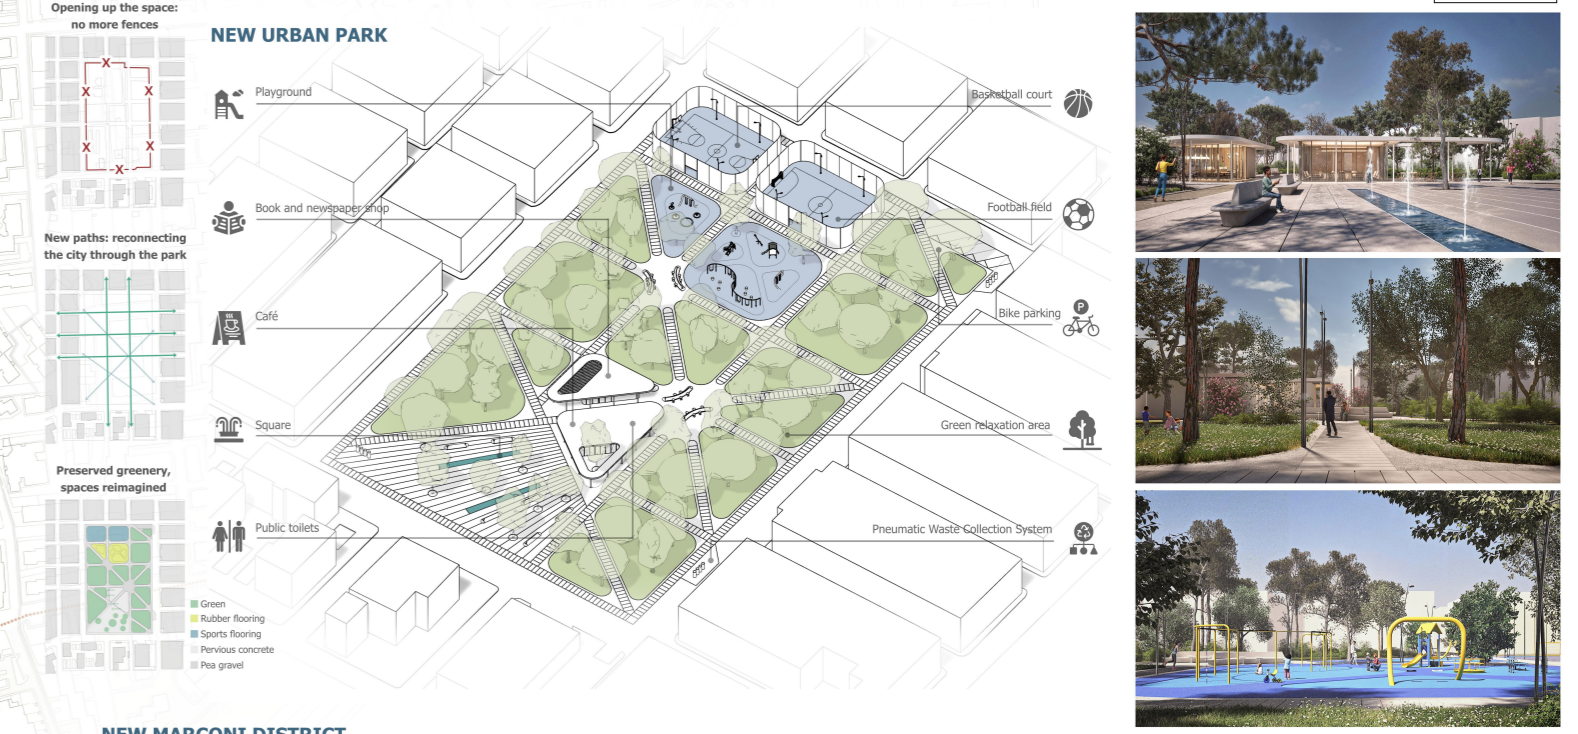 Opening up the space:
no more fences
X
X
X
X
X
X
New paths: reconnecting
the city through the park
Preserved greenery,
spaces reimagined
Green
Rubber flooring
Sports flooring
Pervious concrete
Pea gravel
NEW URBAN PARK
Playground
Book and newspaper shop
Café
Square
Public toilets
Basketball court
Football field
P
Bike parking
Green relaxation area
Pneumatic Waste Collection System
NEW MARCONI DISTRICT